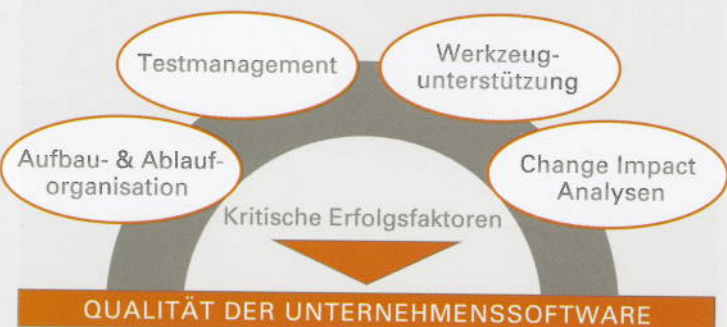 Testmanagement
Werkzeug-
unterstützung
Aufbau- & Ablauf-
organisation
Change Impact
Analysen
Kritische Erfolgsfaktoren
QUALITÄT DER UNTERNEHMENSSOFTWARE